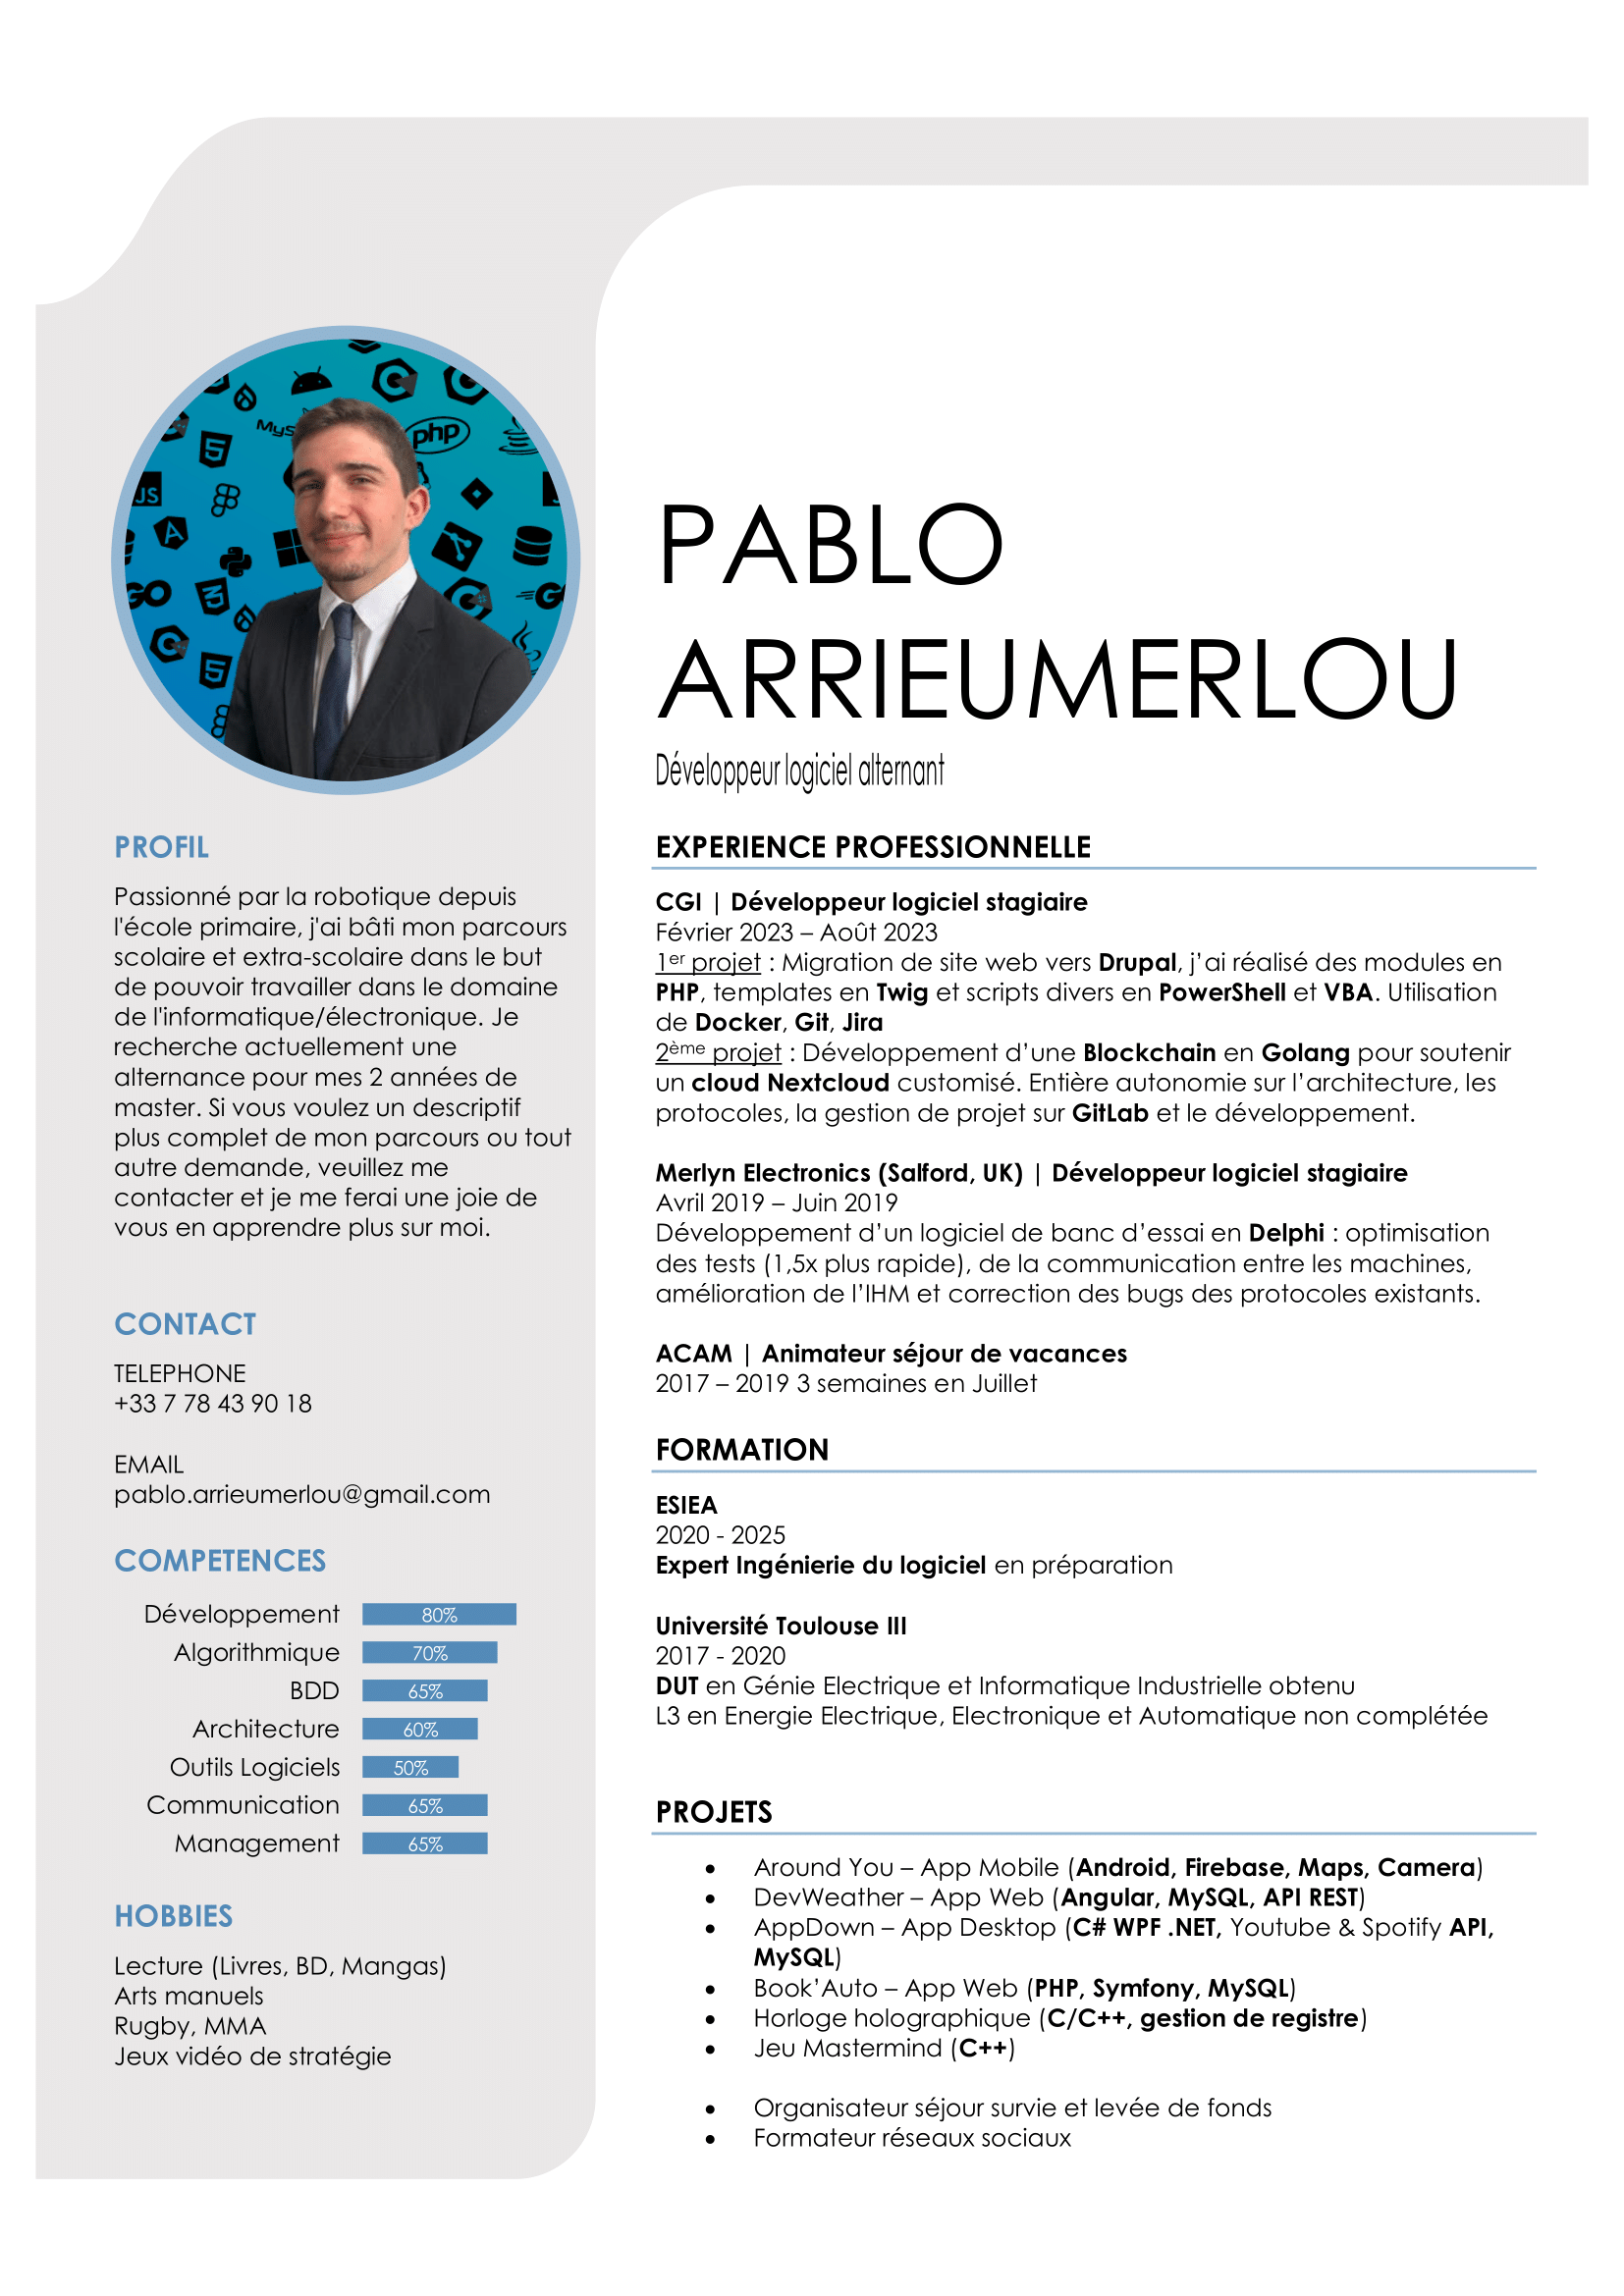 PABLO
ARRIEUMERLOU
Développeur logiciel alternant
MyS
php
JS
GO
PROFIL
Passionné par la robotique depuis
l'école primaire, j'ai bâti mon parcours
scolaire et extra-scolaire dans le but
de pouvoir travailler dans le domaine
de l'informatique/électronique. Je
recherche actuellement une
alternance pour mes 2 années de
master. Si vous voulez un descriptif
plus complet de mon parcours ou tout
autre demande, veuillez me
contacter et je me ferai une joie de
vous en apprendre plus sur moi.
CONTACT
TELEPHONE
+33 7 78 43 90 18
EMAIL
pablo.arrieumerlou@gmail.com
COMPETENCES
Développement 80%
Algorithmique 70%
BDD 65%
Architecture 60%
Outils Logiciels 50%
Communication 65%
Management 65%
HOBBIES
Lecture (Livres, BD, Mangas)
Arts manuels
Rugby, MMA
Jeux vidéo de stratégie
EXPERIENCE PROFESSIONNELLE
CGI | Développeur logiciel stagiaire
Février 2023 – Août 2023
1er projet : Migration de site web vers Drupal, j’ai réalisé des modules en
PHP, templates en Twig et scripts divers en PowerShell et VBA. Utilisation
de Docker, Git, Jira
2ème projet : Développement d’une Blockchain en Golang pour soutenir
un cloud Nextcloud customisé. Entière autonomie sur l’architecture, les
protocoles, la gestion de projet sur GitLab et le développement.
Merlyn Electronics (Salford, UK) | Développeur logiciel stagiaire
Avril 2019 – Juin 2019
Développement d’un logiciel de banc d’essai en Delphi : optimisation
des tests (1,5x plus rapide), de la communication entre les machines,
amélioration de l’IHM et correction des bugs des protocoles existants.
ACAM | Animateur séjour de vacances
2017 – 2019 3 semaines en Juillet
FORMATION
ESIEA
2020 - 2025
Expert Ingénierie du logiciel en préparation
Université Toulouse III
2017 - 2020
DUT en Génie Electrique et Informatique Industrielle obtenu
L3 en Energie Electrique, Electronique et Automatique non complétée
PROJETS
• Around You – App Mobile (Android, Firebase, Maps, Camera)
• DevWeather – App Web (Angular, MySQL, API REST)
• AppDown – App Desktop (C# WPF .NET, Youtube & Spotify API,
MySQL)
• Book’Auto – App Web (PHP, Symfony, MySQL)
• Horloge holographique (C/C++, gestion de registre)
• Jeu Mastermind (C++)
• Organisateur séjour survie et levée de fonds
• Formateur réseaux sociaux